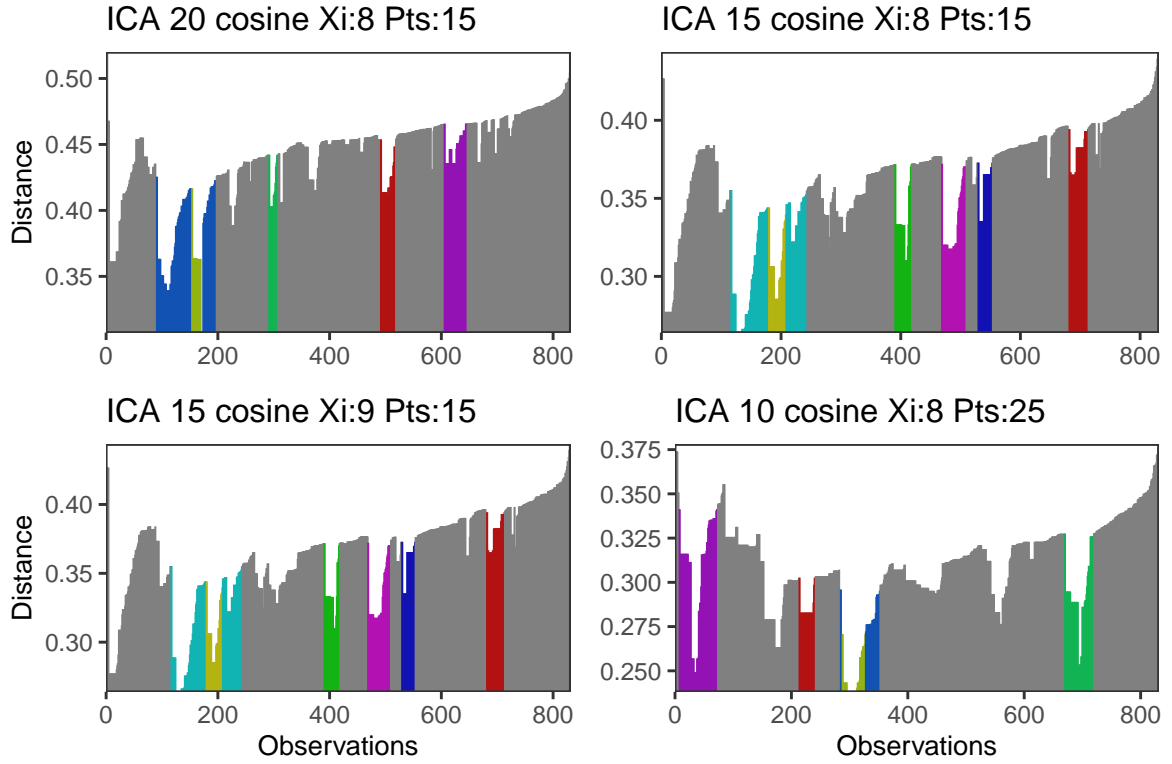 ICA 20 cosine Xi:8 Pts:15
Distance
0.50
0.45
0.40
0.35
0 200 400 600 800
ICA 15 cosine Xi:8 Pts:15
0.40
0.35
0.30
0 200 400 600 800
ICA 15 cosine Xi:9 Pts:15
Distance
0.40
0.35
0.30
0 200 400 600 800
Observations
ICA 10 cosine Xi:8 Pts:25
0.375
0.350
0.325
0.300
0.275
0.250
0 200 400 600 800
Observations